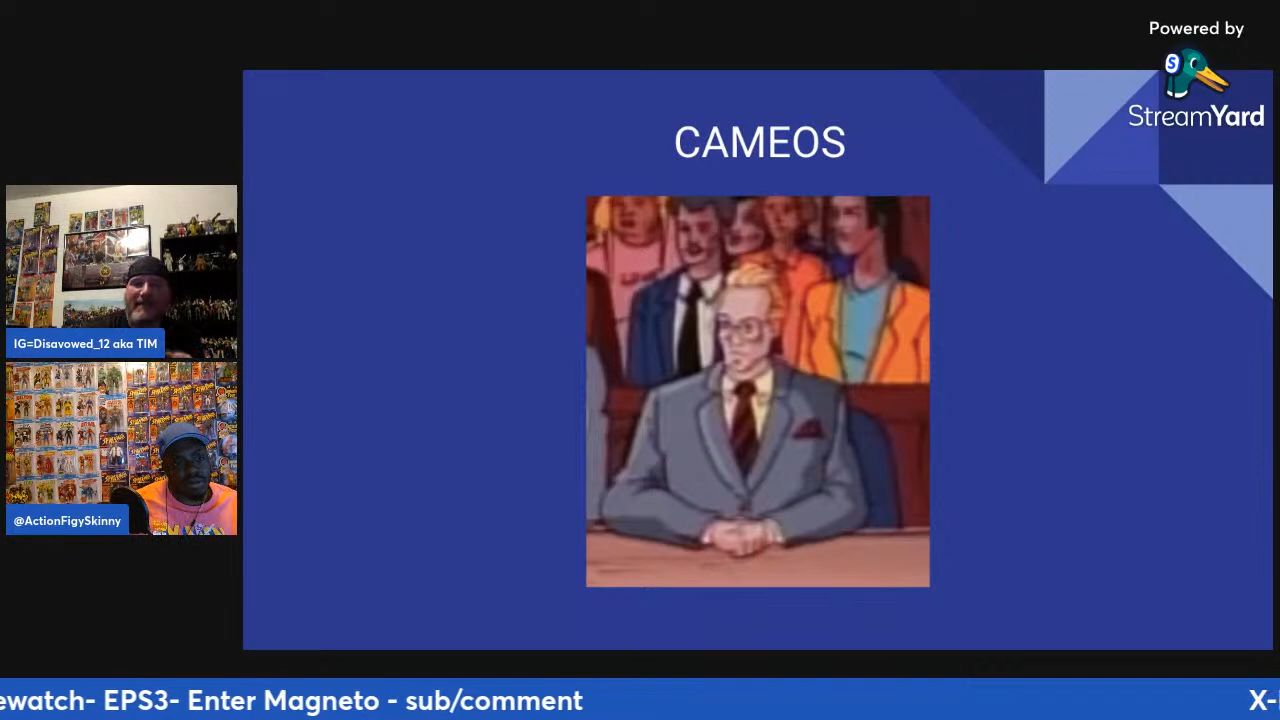 Powered by
StreamYard
CAMEOS
IG=Disavowed_12 aka TIM
@ActionFigySkinny
ewatch- EPS3- Enter Magneto - sub/comment
X-